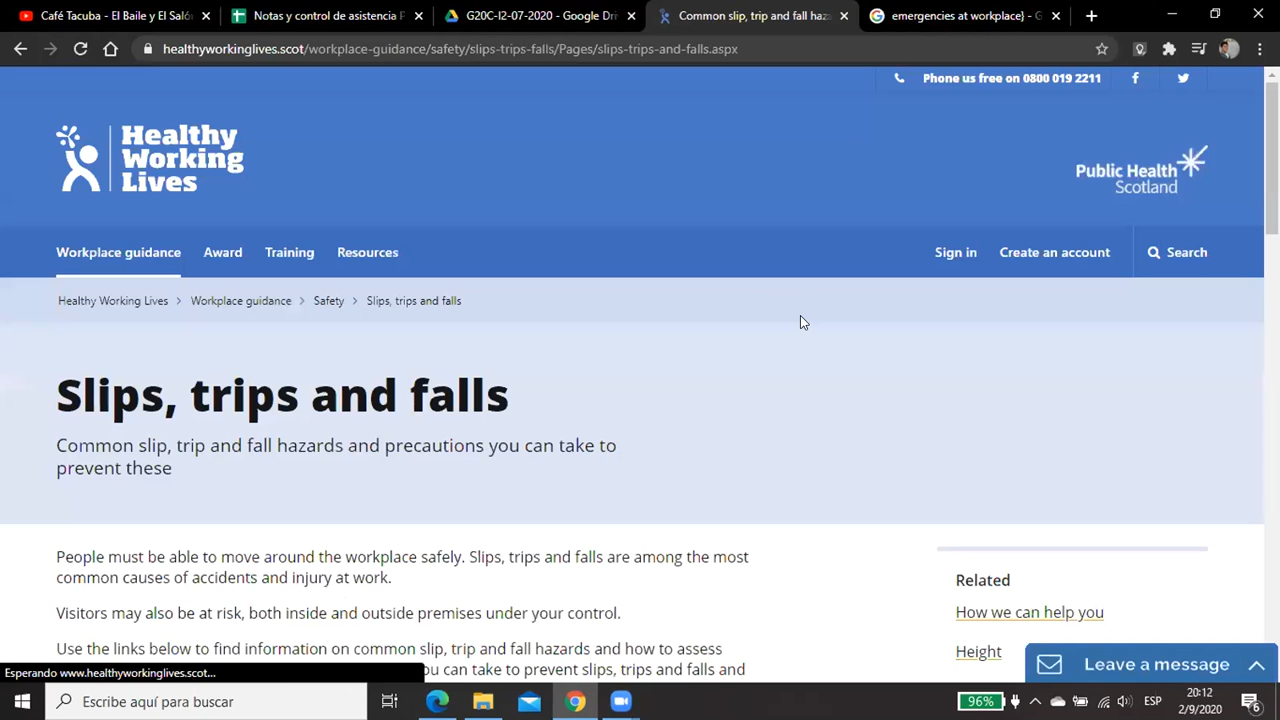 Café Tacuba - El Baile y El Saló
Notas y control de asistencia P
G20C-I2-07-2020 - Google Dri
Common slip, trip and fall haza
emergencies at workplace} - G
healthyworkinglives.scot/workplace-guidance/safety/slips-trips-falls/Pages/slips-trips-and-falls.aspx
Phone us free on 0800 019 2211
Healthy
Working
Lives
Public Health
Scotland
Workplace guidance Award Training Resources Sign in Create an account Search
Healthy Working Lives > Workplace guidance > Safety > Slips, trips and falls
Slips, trips and falls
Common slip, trip and fall hazards and precautions you can take to
prevent these
People must be able to move around the workplace safely. Slips, trips and falls are among the most
common causes of accidents and injury at work.
Visitors may also be at risk, both inside and outside premises under your control.
Use the links below to find information on common slip, trip and fall hazards and how to assess
ou can take to prevent slips, trips and falls and
Related
How we can help you
Height
Leave a message
Esperando www.healthyworkinglives.scot...
Escribe aquí para buscar
96%
ESP
20:12
2/9/2020
6